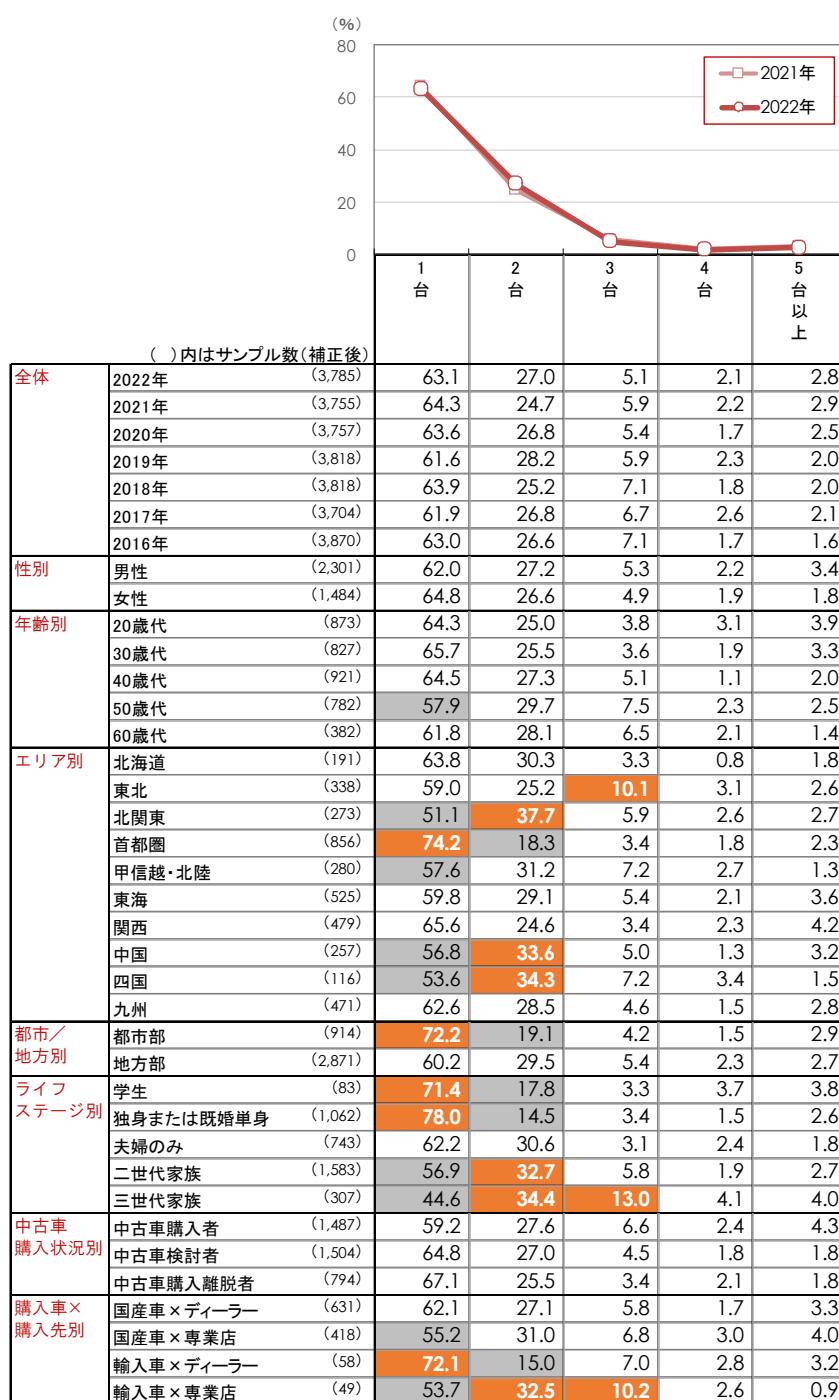 (%)
80
60
40
20
0
2021年
2022年
1台 2台 3台 4台 5台以上
( )内はサンプル数(補正後)
全体 2022年 (3,785) 63.1 27.0 5.1 2.1 2.8
2021年 (3,755) 64.3 24.7 5.9 2.2 2.9
2020年 (3,757) 63.6 26.8 5.4 1.7 2.5
2019年 (3,818) 61.6 28.2 5.9 2.3 2.0
2018年 (3,818) 63.9 25.2 7.1 1.8 2.0
2017年 (3,704) 61.9 26.8 6.7 2.6 2.1
2016年 (3,870) 63.0 26.6 7.1 1.7 1.6
性別 男性 (2,301) 62.0 27.2 5.3 2.2 3.4
女性 (1,484) 64.8 26.6 4.9 1.9 1.8
年齢別 20歳代 (873) 64.3 25.0 3.8 3.1 3.9
30歳代 (827) 65.7 25.5 3.6 1.9 3.3
40歳代 (921) 64.5 27.3 5.1 1.1 2.0
50歳代 (782) 57.9 29.7 7.5 2.3 2.5
60歳代 (382) 61.8 28.1 6.5 2.1 1.4
エリア別 北海道 (191) 63.8 30.3 3.3 0.8 1.8
東北 (338) 59.0 25.2 10.1 3.1 2.6
北関東 (273) 51.1 37.7 5.9 2.6 2.7
首都圏 (856) 74.2 18.3 3.4 1.8 2.3
甲信越・北陸 (280) 57.6 31.2 7.2 2.7 1.3
東海 (525) 59.8 29.1 5.4 2.1 3.6
関西 (479) 65.6 24.6 3.4 2.3 4.2
中国 (257) 56.8 33.6 5.0 1.3 3.2
四国 (116) 53.6 34.3 7.2 3.4 1.5
九州 (471) 62.6 28.5 4.6 1.5 2.8
都市／ 都市部 (914) 72.2 19.1 4.2 1.5 2.9
地方別 地方部 (2,871) 60.2 29.5 5.4 2.3 2.7
ライフ 学生 (83) 71.4 17.8 3.3 3.7 3.8
ステージ別 独身または既婚単身 (1,062) 78.0 14.5 3.4 1.5 2.6
夫婦のみ (743) 62.2 30.6 3.1 2.4 1.8
二世代家族 (1,583) 56.9 32.7 5.8 1.9 2.7
三世代家族 (307) 44.6 34.4 13.0 4.1 4.0
中古車 中古車購入者 (1,487) 59.2 27.6 6.6 2.4 4.3
購入状況別 中古車検討者 (1,504) 64.8 27.0 4.5 1.8 1.8
中古車購入離脱者 (794) 67.1 25.5 3.4 2.1 1.8
購入車× 国産車×ディーラー (631) 62.1 27.1 5.8 1.7 3.3
購入先別 国産車×専業店 (418) 55.2 31.0 6.8 3.0 4.0
輸入車×ディーラー (58) 72.1 15.0 7.0 2.8 3.2
輸入車×専業店 (49) 53.7 32.5 10.2 2.6 0.9